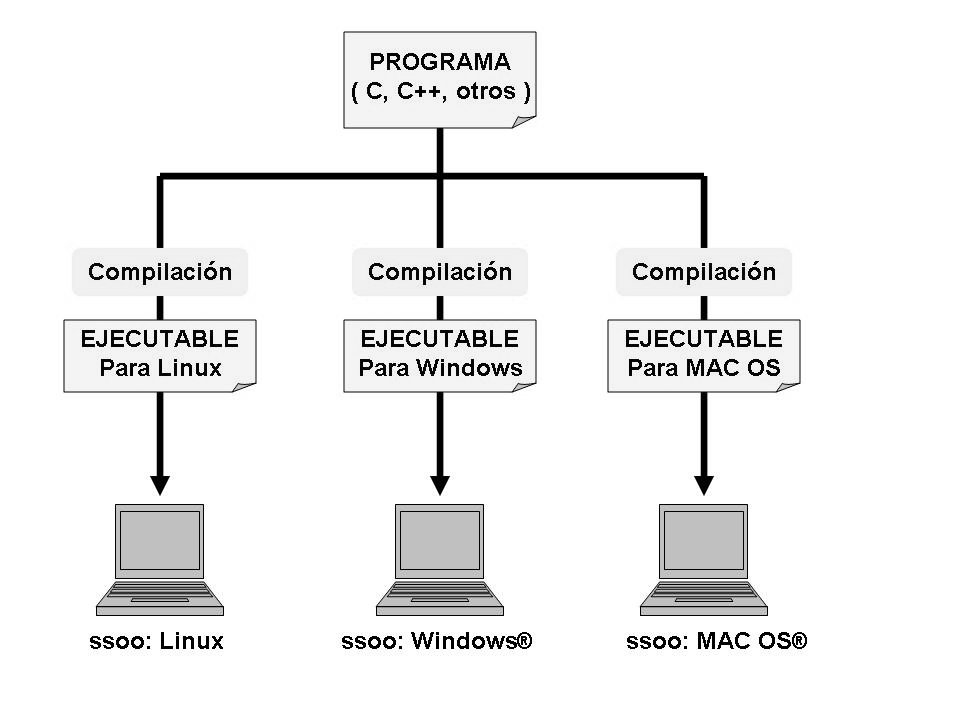 PROGRAMA
( C, C++, otros )
Compilación
Compilación
Compilación
EJECUTABLE
Para Linux
EJECUTABLE
Para Windows
EJECUTABLE
Para MAC OS
ssoo: Linux
ssoo: Windows®
ssoo: MAC OS®